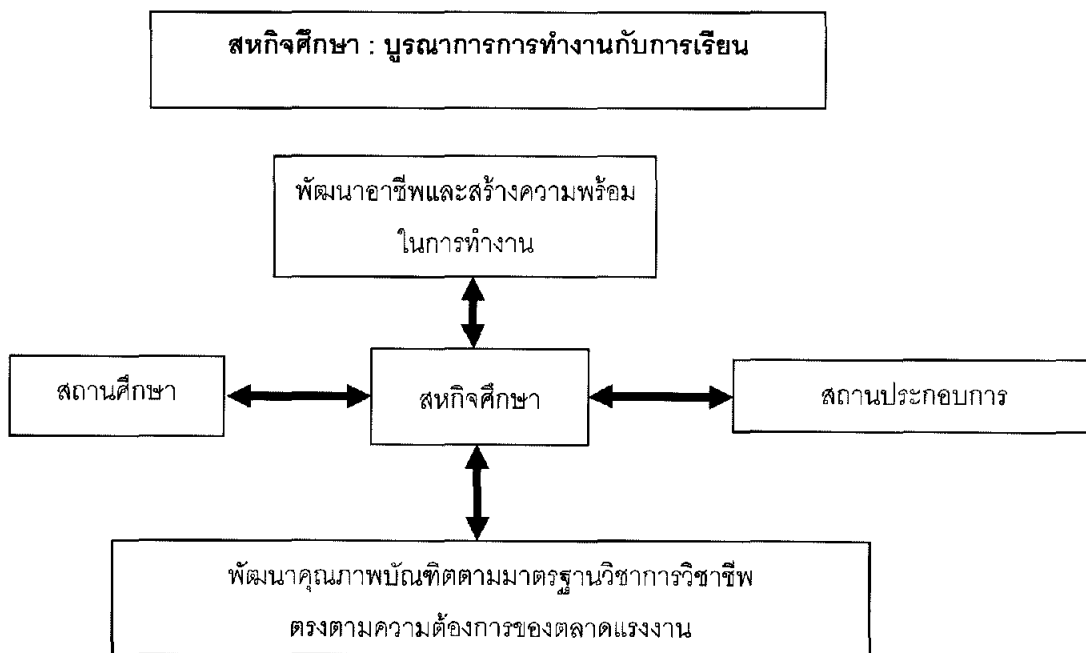 สหกิจศึกษา : บูรณาการการทำงานกับการเรียน
พัฒนาอาชีพและสร้างความพร้อม
ในการทำงาน
สถานศึกษา
สหกิจศึกษา
สถานประกอบการ
พัฒนาคุณภาพบัณฑิตตามมาตรฐานวิชาการวิชาชีพ
ตรงตามความต้องการของตลาดแรงงาน